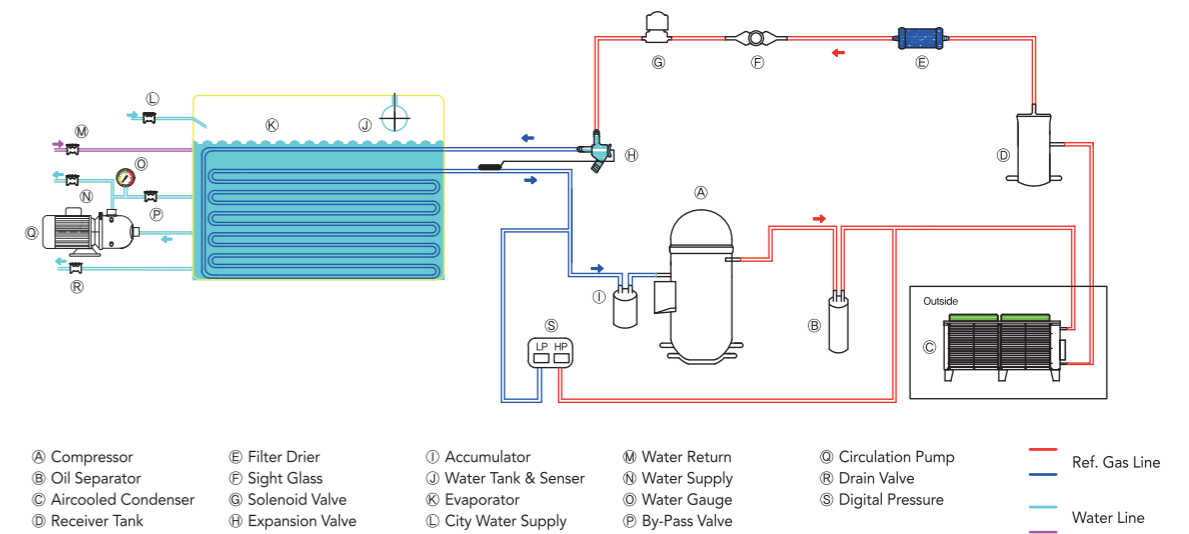 Ⓖ
Ⓕ
Ⓔ
Ⓛ
Ⓚ
Ⓙ
Ⓜ
Ⓞ
Ⓗ
Ⓓ
Ⓝ
Ⓟ
Ⓐ
Ⓠ
Ⓡ
Ⓘ
Ⓢ
LP HP
Ⓑ
Outside
Ⓒ
Ⓐ Compressor
Ⓑ Oil Separator
Ⓒ Aircooled Condenser
Ⓓ Receiver Tank
Ⓔ Filter Drier
Ⓕ Sight Glass
Ⓖ Solenoid Valve
Ⓗ Expansion Valve
Ⓘ Accumulator
Ⓙ Water Tank & Senser
Ⓚ Evaporator
Ⓛ City Water Supply
Ⓜ Water Return
Ⓝ Water Supply
Ⓞ Water Gauge
Ⓟ By-Pass Valve
Ⓠ Circulation Pump
Ⓡ Drain Valve
Ⓢ Digital Pressure
Ref. Gas Line
Water Line